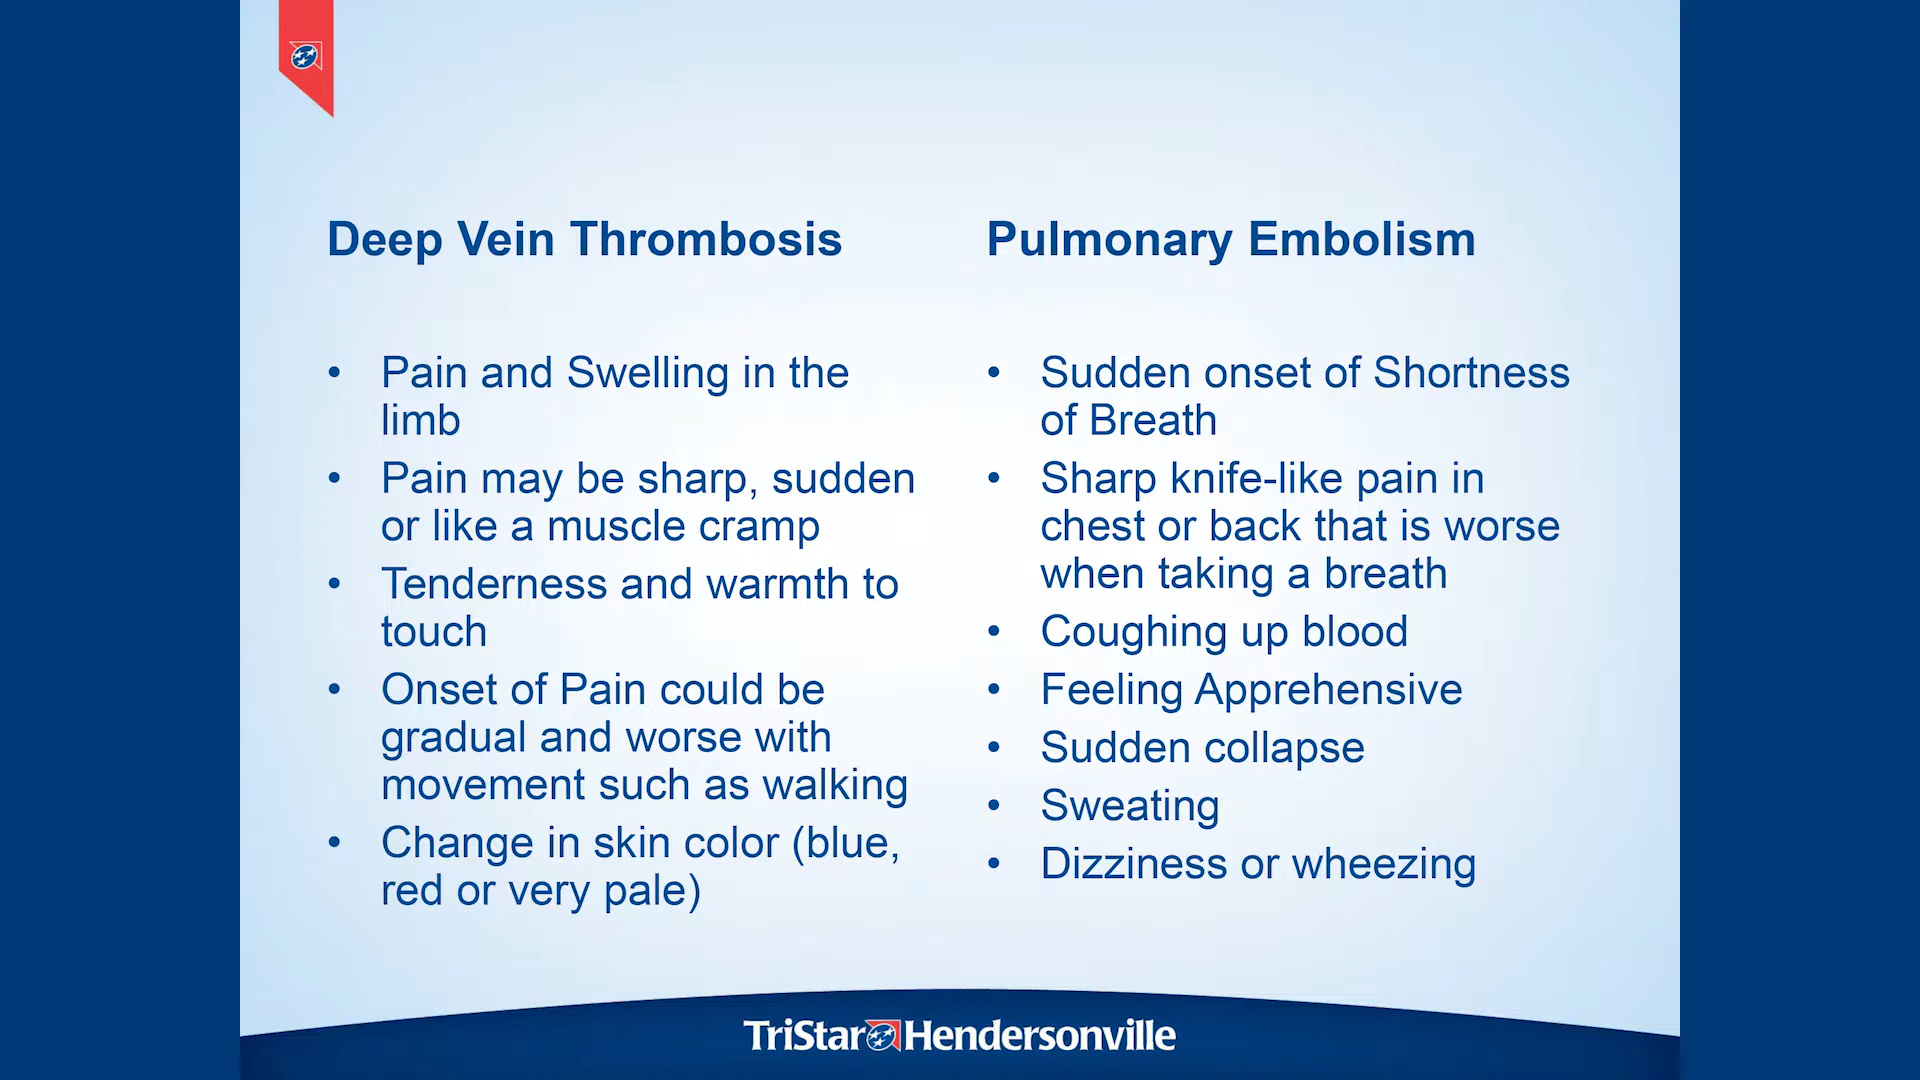 Deep Vein Thrombosis
• Pain and Swelling in the
limb
• Pain may be sharp, sudden
or like a muscle cramp
• Tenderness and warmth to
touch
• Onset of Pain could be
gradual and worse with
movement such as walking
• Change in skin color (blue,
red or very pale)
Pulmonary Embolism
• Sudden onset of Shortness
of Breath
• Sharp knife-like pain in
chest or back that is worse
when taking a breath
• Coughing up blood
• Feeling Apprehensive
• Sudden collapse
• Sweating
• Dizziness or wheezing
TriStar Hendersonville